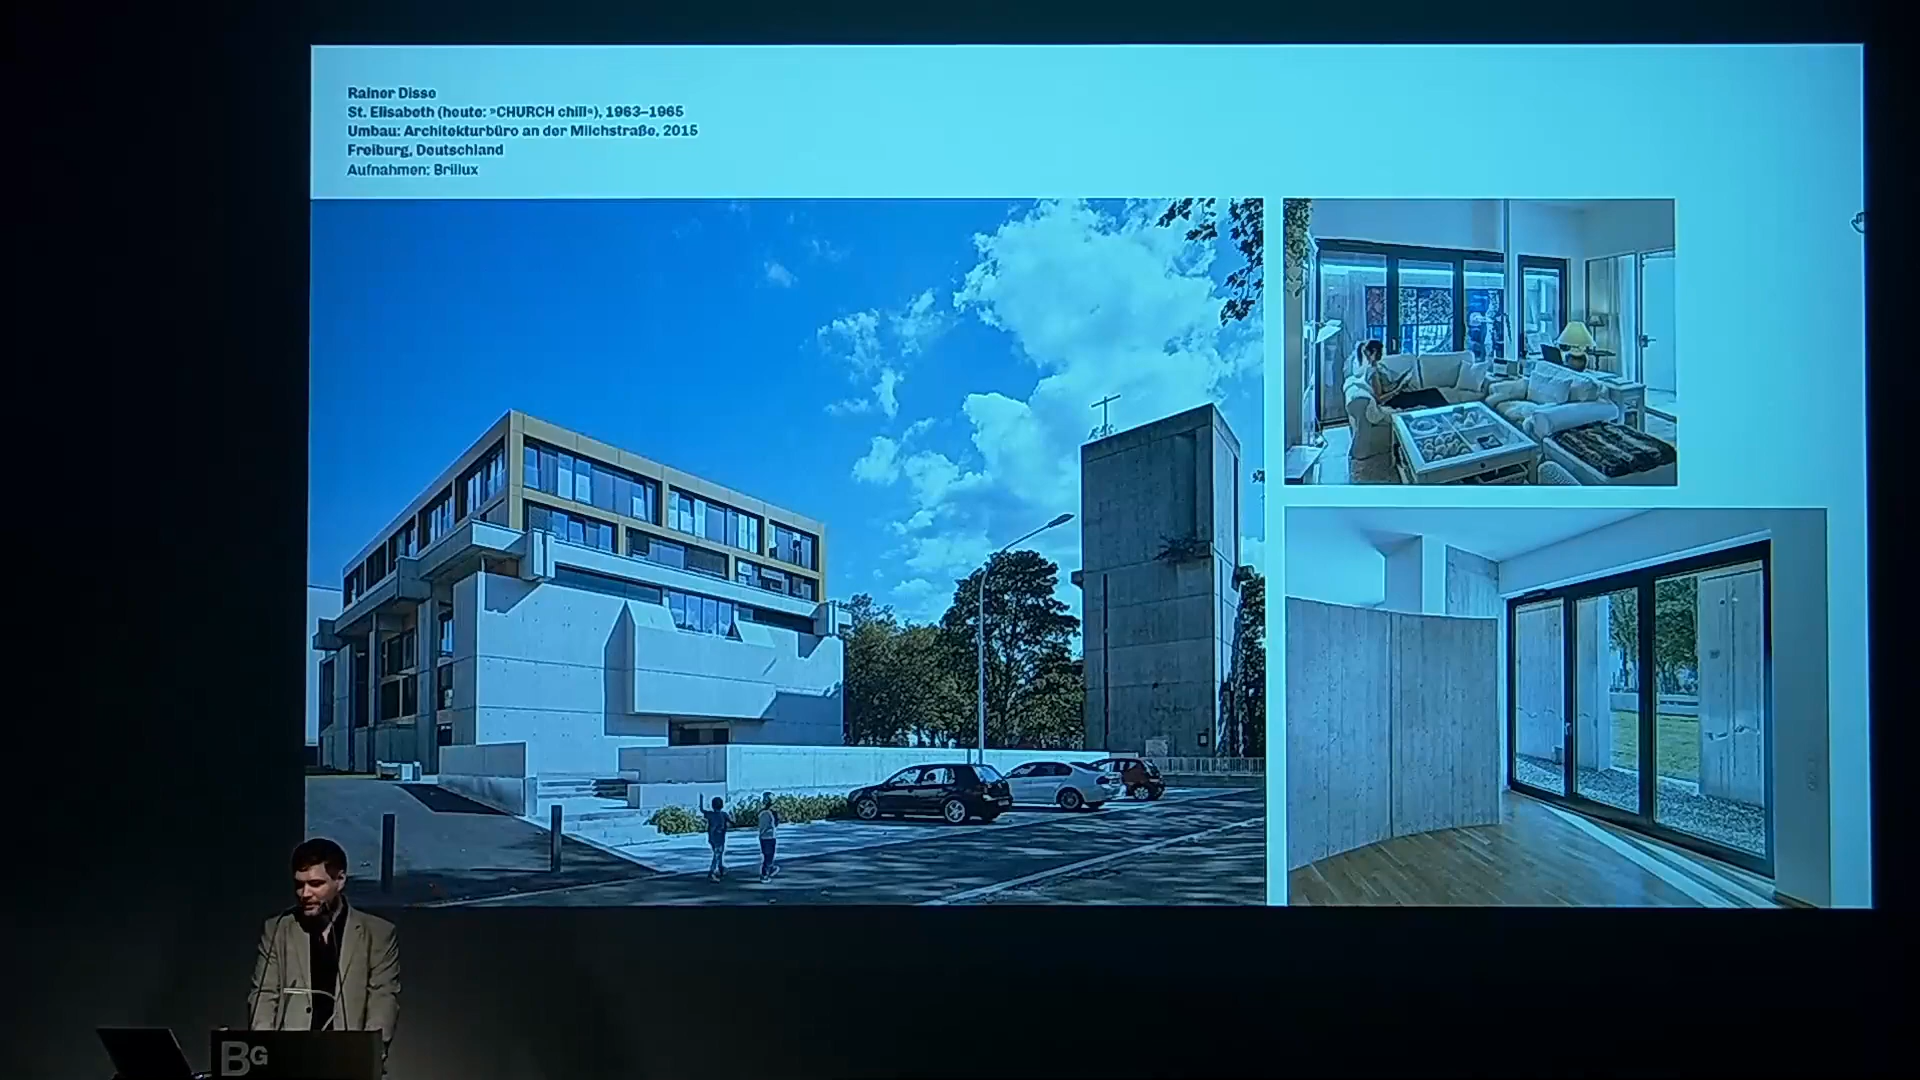 Rainer Disse
St. Elisabeth (heute: »CHURCH chill«), 1963–1965
Umbau: Architekturbüro an der Milchstraße, 2015
Freiburg, Deutschland
Aufnahmen: Brillux
BG